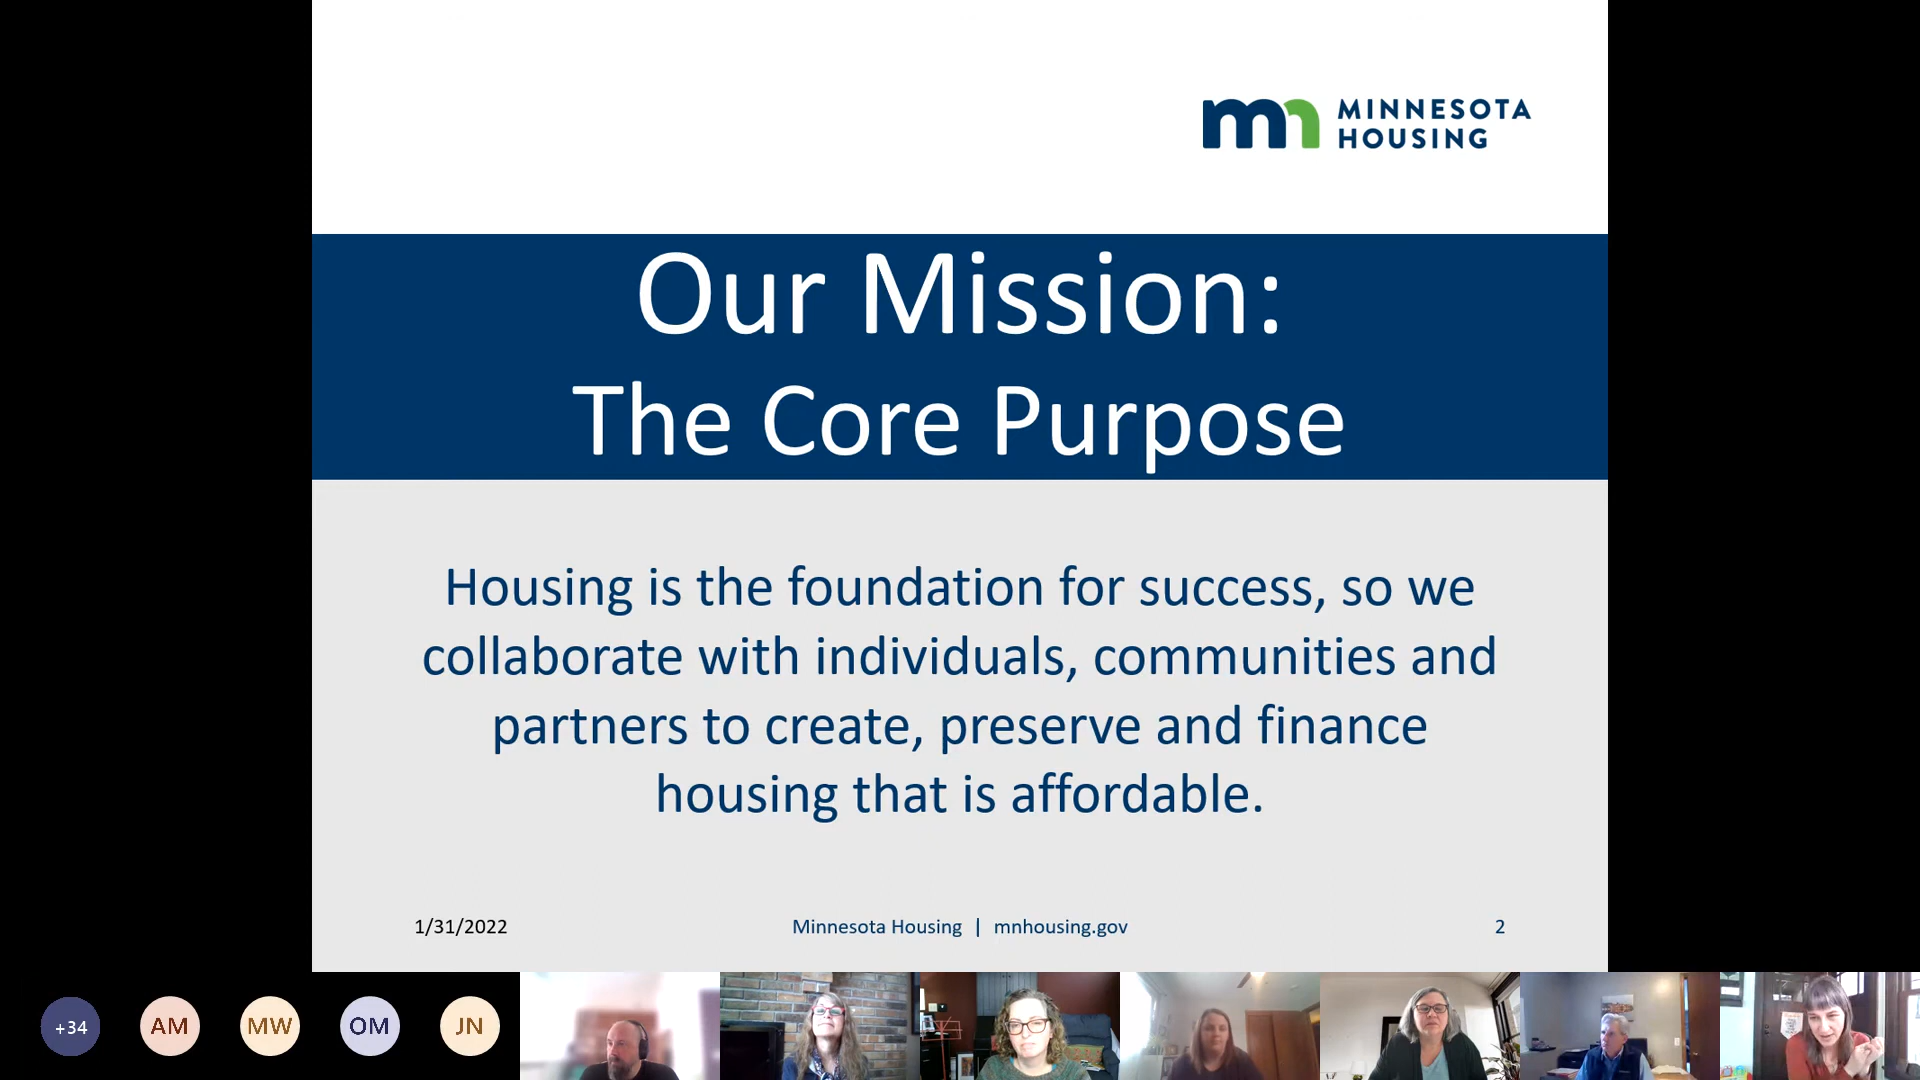 mn MINNESOTA
HOUSING
Our Mission:
The Core Purpose
Housing is the foundation for success, so we
collaborate with individuals, communities and
partners to create, preserve and finance
housing that is affordable.
1/31/2022
Minnesota Housing | mnhousing.gov
2
+34
AM
MW
OM
JN